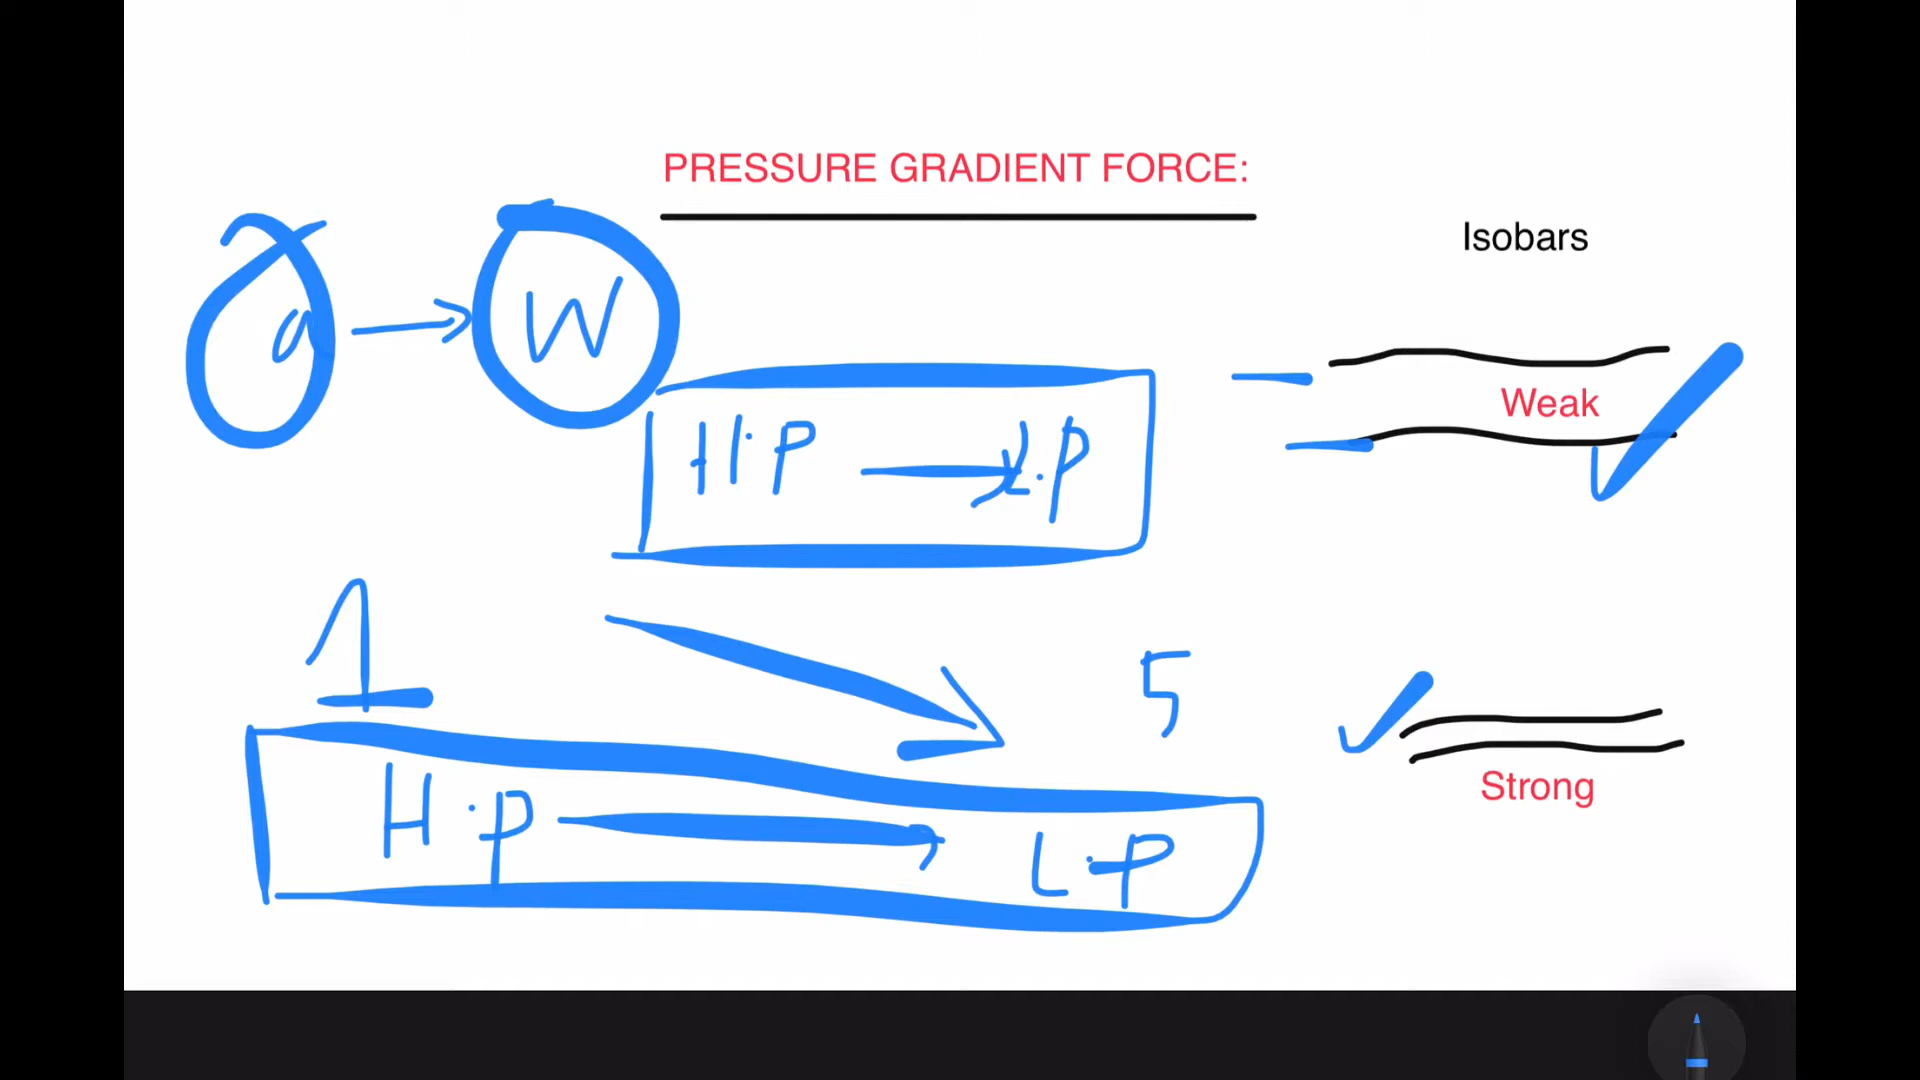 PRESSURE GRADIENT FORCE:
Isobars
a → W
Weak
H.P → L.P
1
5
Strong
H.P → L.P